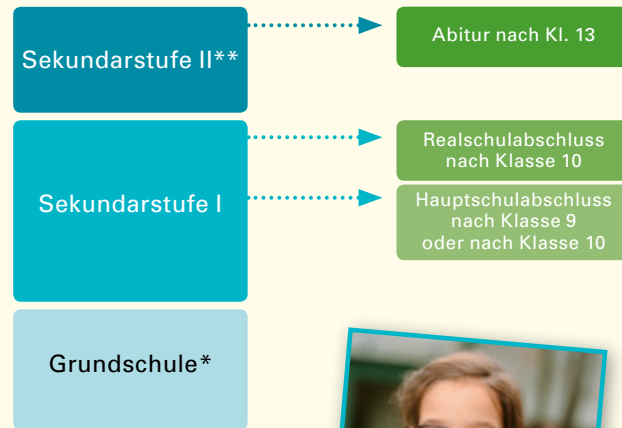 Sekundarstufe II**
Abitur nach Kl. 13
Sekundarstufe I
Realschulabschluss
nach Klasse 10
Hauptschulabschluss
nach Klasse 9
oder nach Klasse 10
Grundschule*